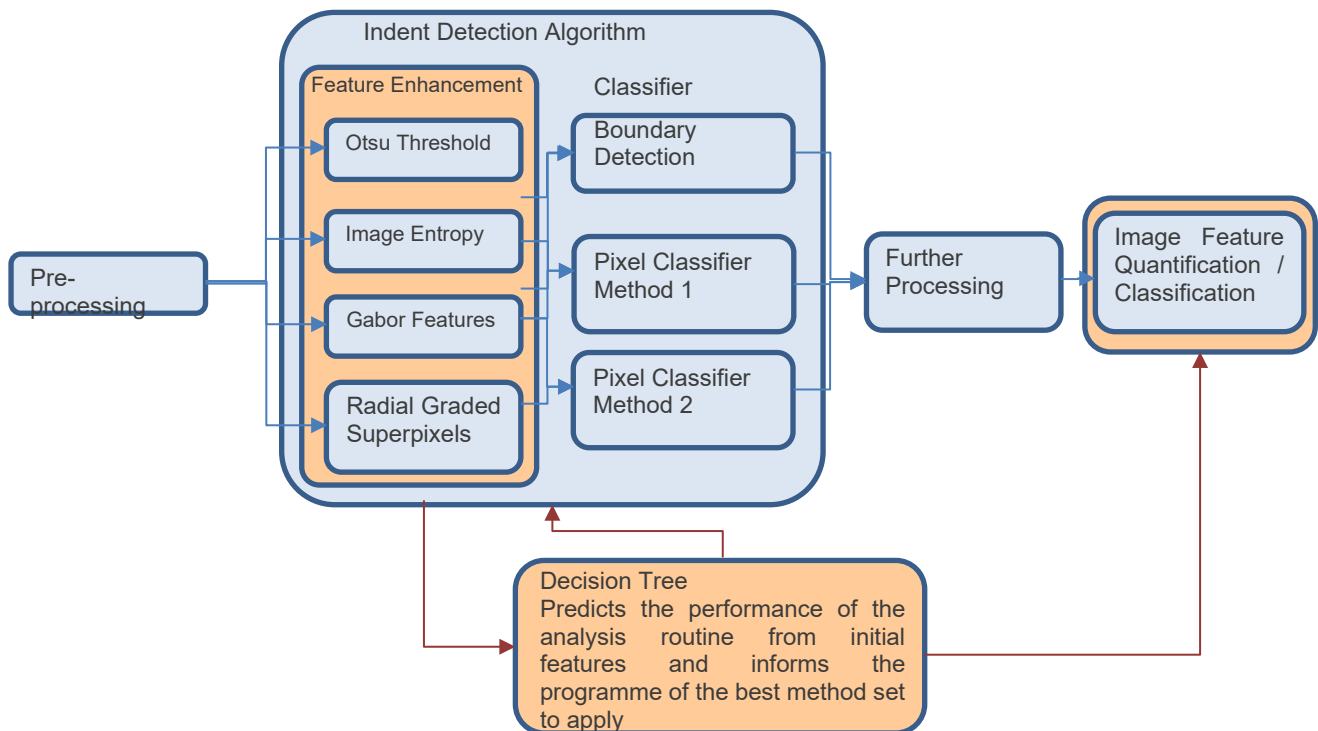 Indent Detection Algorithm
Feature Enhancement
Classifier
Otsu Threshold
Boundary
Detection
Image Entropy
Pre-
processing
Pixel Classifier
Method 1
Further
Processing
Image Feature
Quantification /
Classification
Gabor Features
Radial Graded
Superpixels
Pixel Classifier
Method 2
Decision Tree
Predicts the performance of the
analysis routine from initial
features and informs the
programme of the best method set
to apply